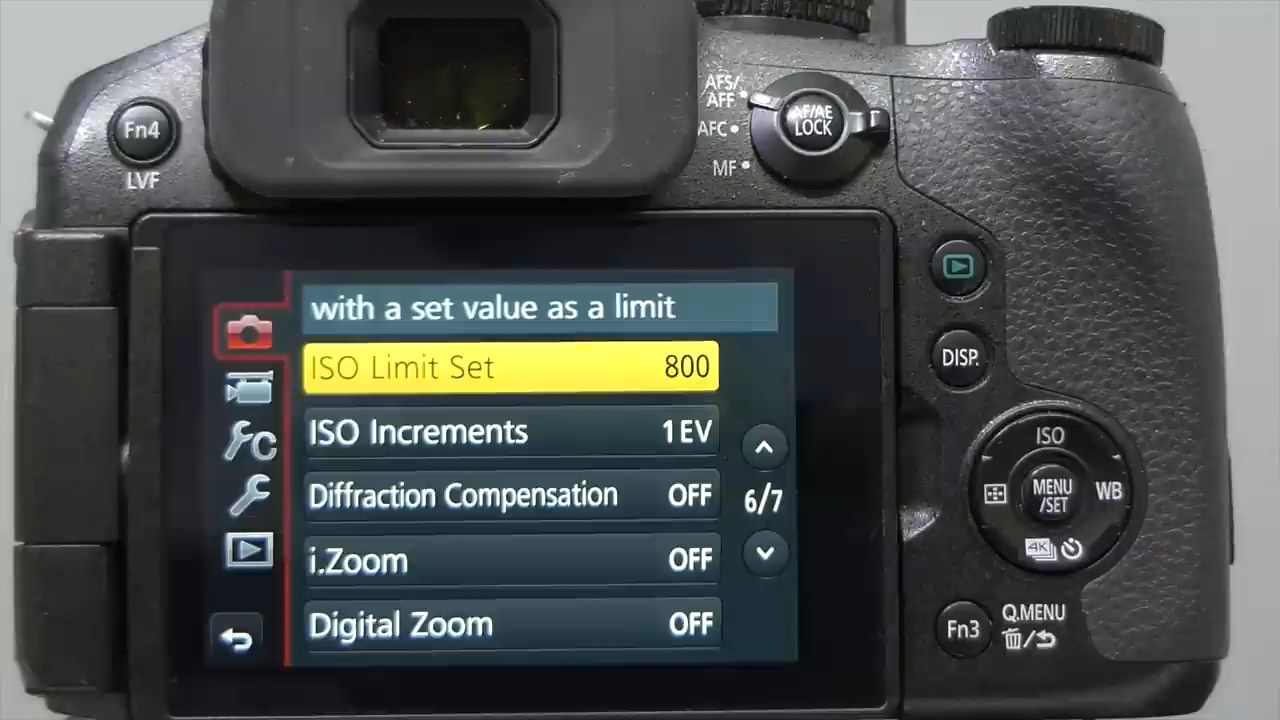 Fn4
LVF
AFS/
AFF
AFC
MF
AF/AE
LOCK
with a set value as a limit
ISO Limit Set 800
ISO Increments 1EV
Diffraction Compensation OFF
i.Zoom OFF
Digital Zoom OFF
6/7
C
DISP.
ISO
MENU
/SET
WB
4K
Fn3
Q.MENU